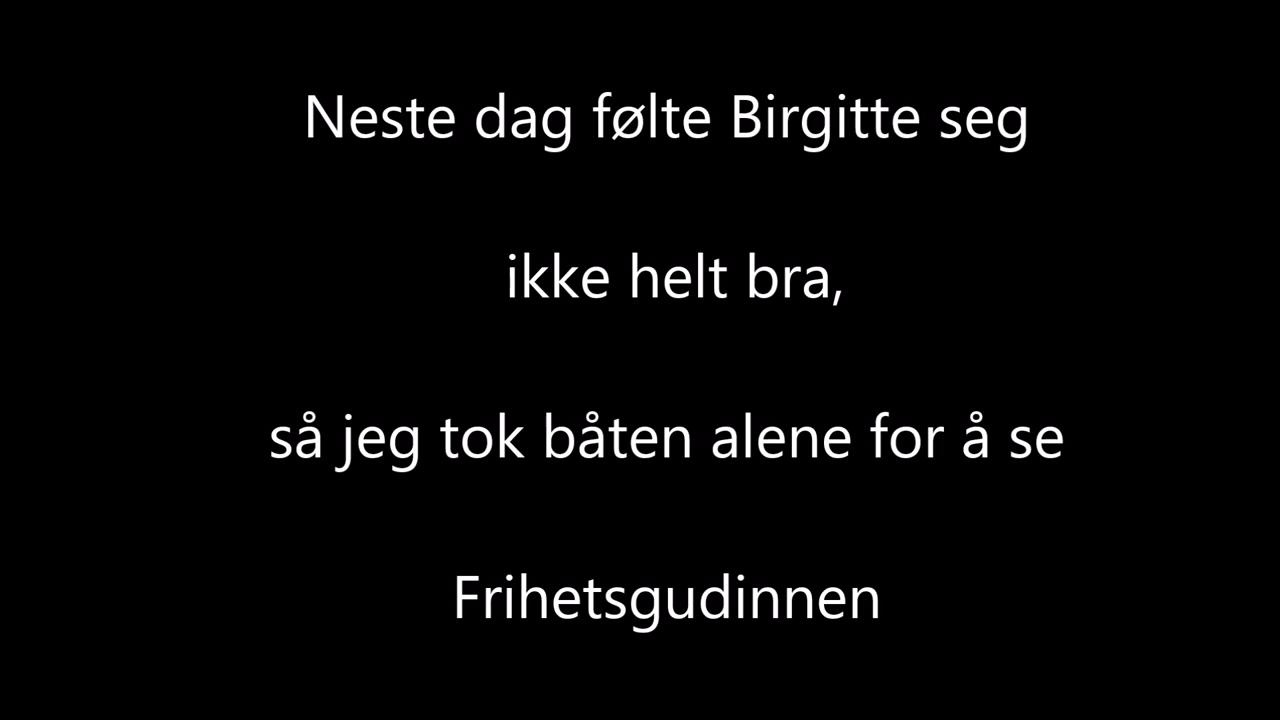 Neste dag følte Birgitte seg
ikke helt bra,
så jeg tok båten alene for å se
Frihetsgudinnen